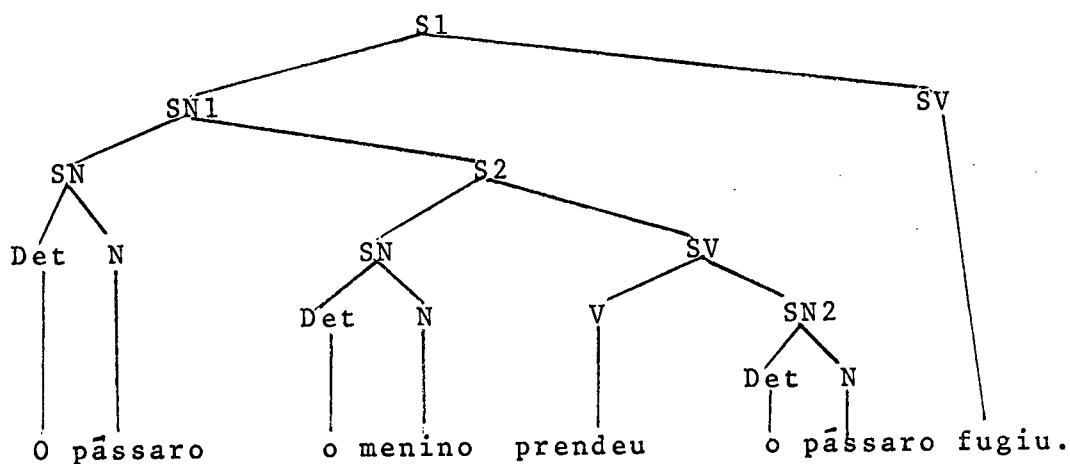 S1
SN1 SV
SN S2
Det N SN SV
Det N V SN2
Det N
O pássaro o menino prendeu o pássaro fugiu.